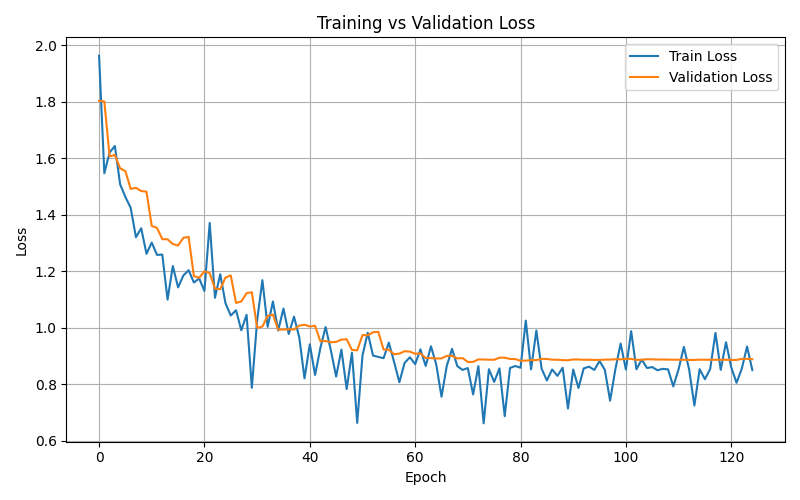 Training vs Validation Loss
Train Loss
Validation Loss
Loss
2.0
1.8
1.6
1.4
1.2
1.0
0.8
0.6
0 20 40 60 80 100 120
Epoch